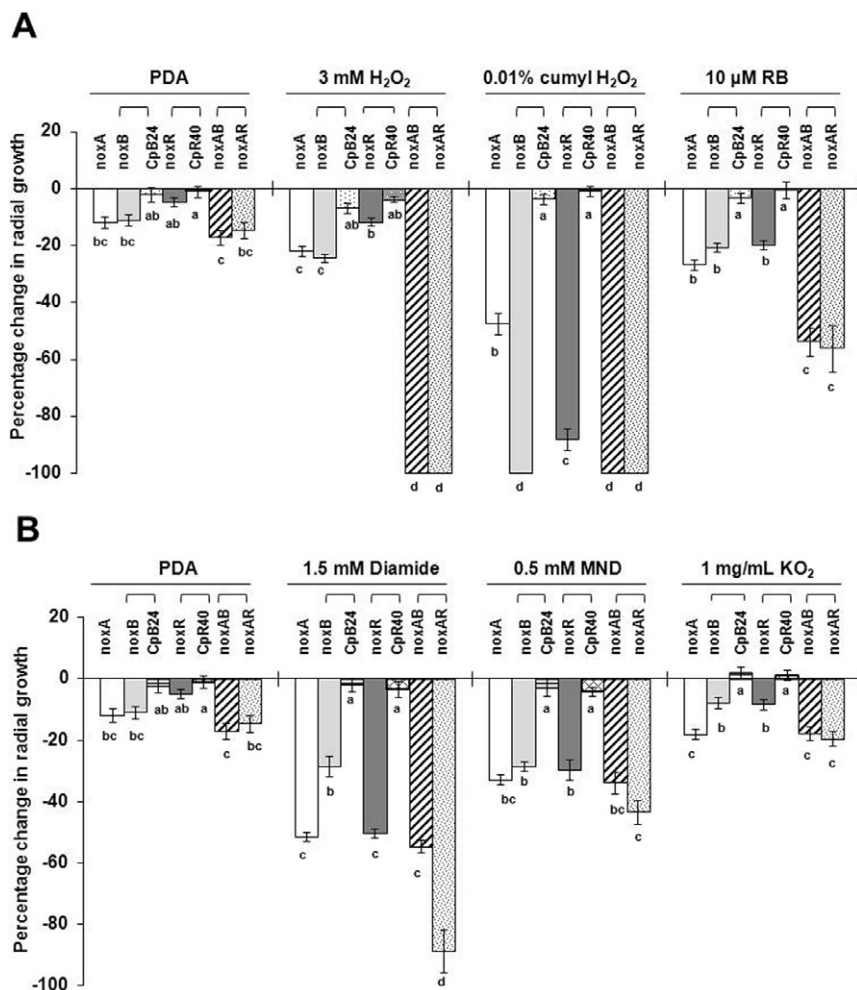 A
PDA 3 mM H₂O₂ 0.01% cumyl H₂O₂ 10 µM RB
noxA noxB CpB24 noxR CpR40 noxAB noxAR noxA noxB CpB24 noxR CpR40 noxAB noxAR noxA noxB CpB24 noxR CpR40 noxAB noxAR noxA noxB CpB24 noxR CpR40 noxAB noxAR
Percentage change in radial growth
20
0
-20
-40
-60
-80
-100
bc bc ab ab a c bc
c c ab b ab d d
b d a c a d d
b b a b a c c
B
PDA 1.5 mM Diamide 0.5 mM MND 1 mg/mL KO₂
noxA noxB CpB24 noxR CpR40 noxAB noxAR noxA noxB CpB24 noxR CpR40 noxAB noxAR noxA noxB CpB24 noxR CpR40 noxAB noxAR noxA noxB CpB24 noxR CpR40 noxAB noxAR
Percentage change in radial growth
20
0
-20
-40
-60
-80
-100
bc bc ab ab a c bc
c b a c a c d
bc b a b a bc c
c b a b a c c